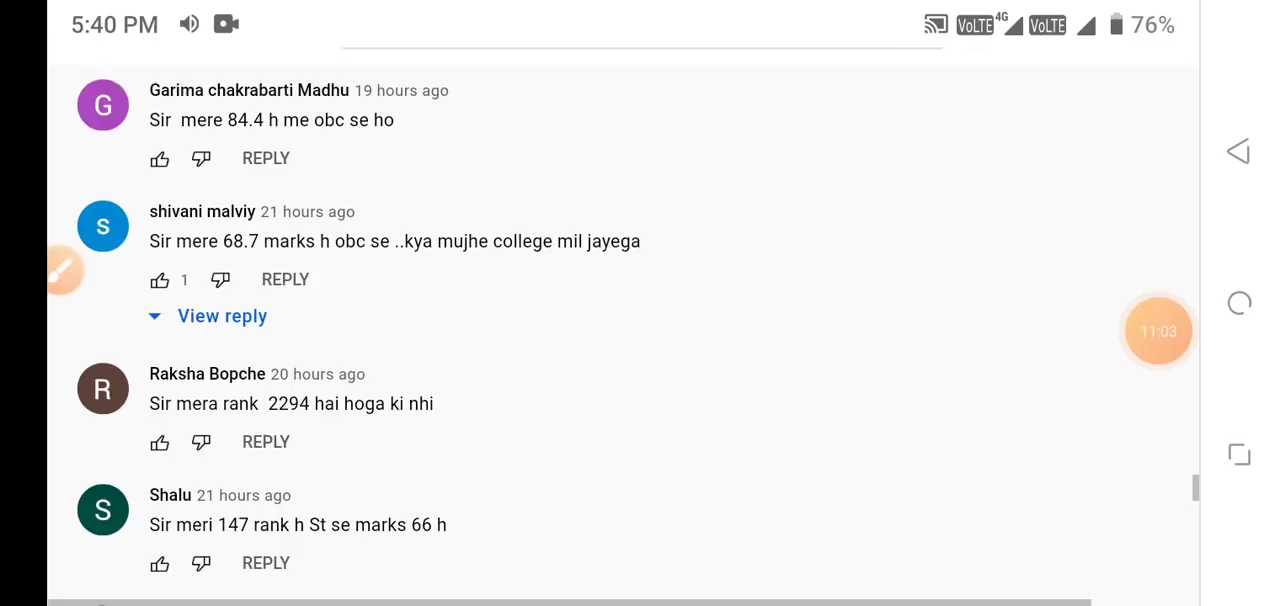 5:40 PM VoLTE 4G VoLTE 76%
G
Garima chakrabarti Madhu 19 hours ago
Sir mere 84.4 h me obc se ho
REPLY
s
shivani malviy 21 hours ago
Sir mere 68.7 marks h obc se ..kya mujhe college mil jayega
1 REPLY
View reply
11:03
R
Raksha Bopche 20 hours ago
Sir mera rank 2294 hai hoga ki nhi
REPLY
S
Shalu 21 hours ago
Sir meri 147 rank h St se marks 66 h
REPLY